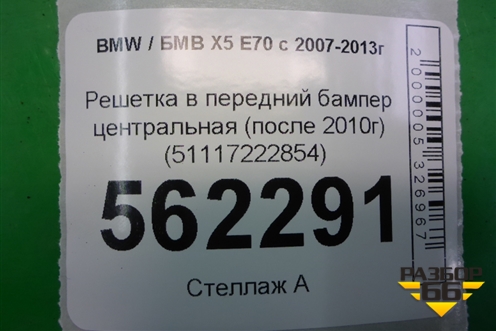 BMW / БМВ X5 E70 с 2007-2013г
Решетка в передний бампер
центральная (после 2010г)
(51117222854)
562291
Стеллаж А
2000005326967
РАЗБОР
66